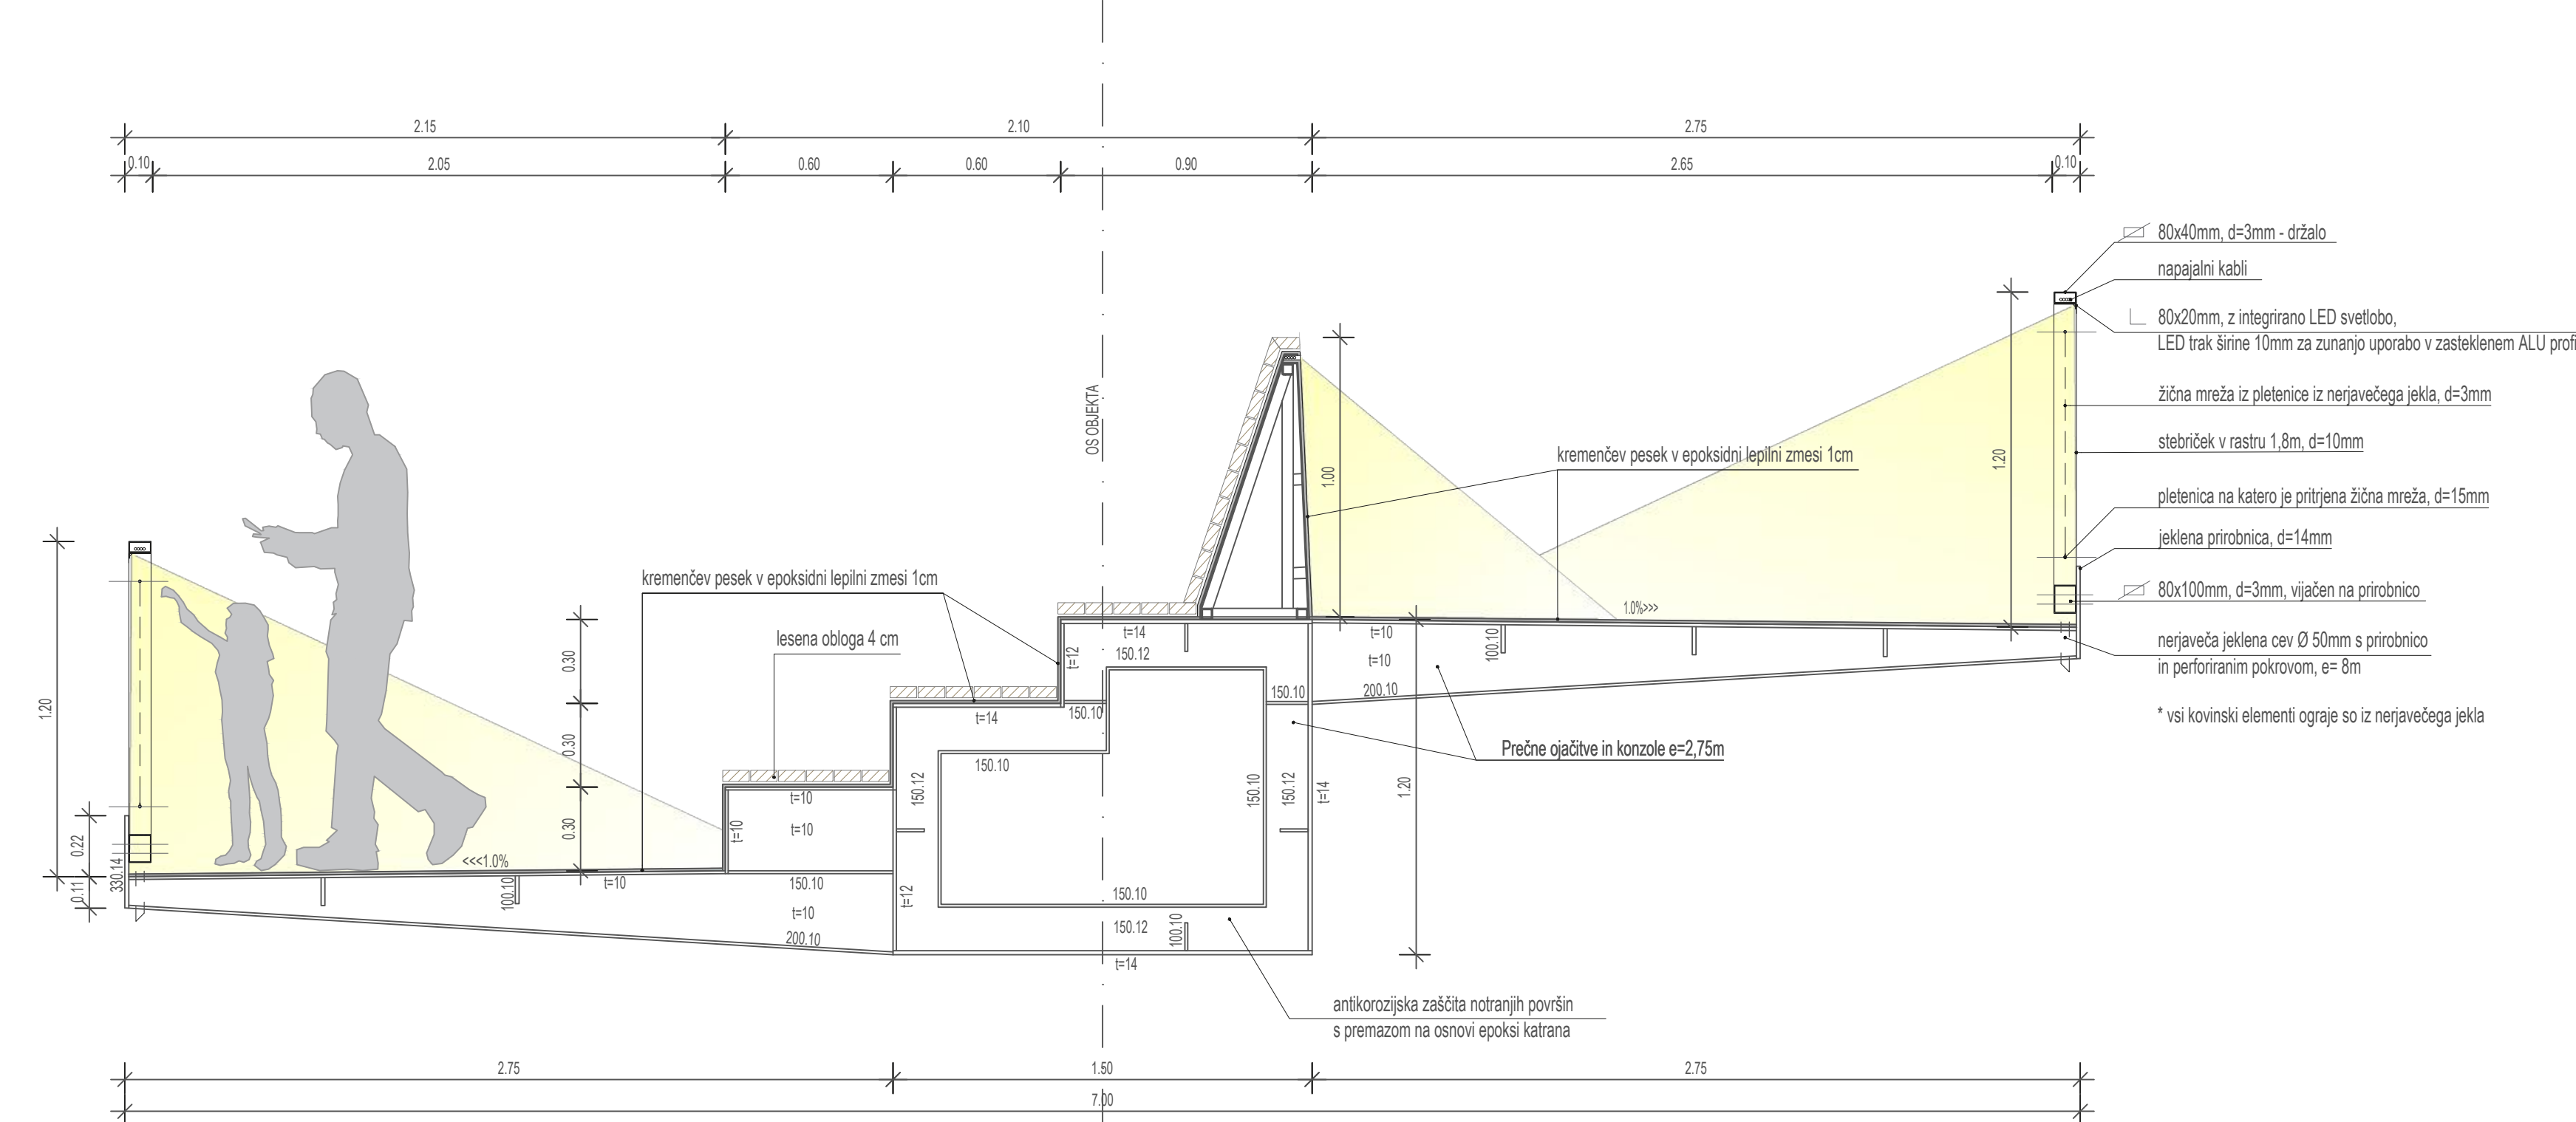 2.15
2.10
2.75
0.10
2.05
0.60
0.60
0.90
2.65
0.10
80x40mm, d=3mm - držalo
napajalni kabli
80x20mm, z integrirano LED svetlobo,
LED trak širine 10mm za zunanjo uporabo v zasteklenem ALU profi
žična mreža iz pletenice iz nerjavečega jekla, d=3mm
stebriček v rastru 1,8m, d=10mm
pletenica na katero je pritrjena žična mreža, d=15mm
jeklena prirobnica, d=14mm
80x100mm, d=3mm, vijačen na prirobnico
nerjaveča jeklena cev Ø 50mm s prirobnico
in perforiranim pokrovom, e= 8m
* vsi kovinski elementi ograje so iz nerjavečega jekla
OS OBJEKTA
1.00
1.20
kremenčev pesek v epoksidni lepilni zmesi 1cm
kremenčev pesek v epoksidni lepilni zmesi 1cm
lesena obloga 4 cm
1.0%>>>
t=14
150.12
t=12
t=10
t=10
100.10
200.10
150.10
150.10
t=14
0.30
0.30
0.30
1.20
0.22
0.11
330.14
<<<1.0%
100.10
t=10
t=10
t=10
t=10
150.10
t=10
200.10
150.12
t=12
150.10
150.10
150.12
t=14
1.20
Prečne ojačitve in konzole e=2,75m
150.10
150.12
100.10
t=14
antikorozijska zaščita notranjih površin
s premazom na osnovi epoksi katrana
2.75
1.50
2.75
7.00